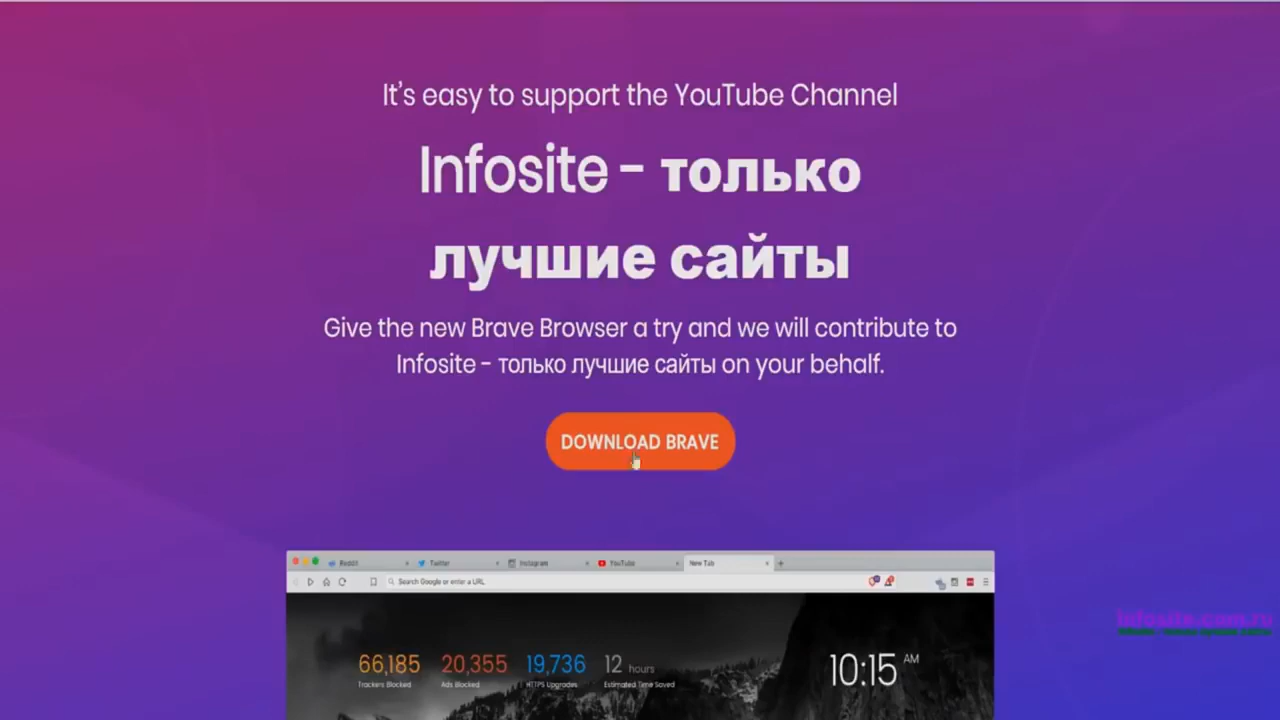 It's easy to support the YouTube Channel
Infosite - только
лучшие сайты
Give the new Brave Browser a try and we will contribute to
Infosite - только лучшие сайты on your behalf.
DOWNLOAD BRAVE
Reddit Twitter Instagram YouTube New Tab
Search Google or enter a URL
66,185 20,355 19,736 12 hours
Trackers Blocked Ads Blocked HTTPS Upgrades Estimated Time Saved
10:15 AM
infosite.com.ru